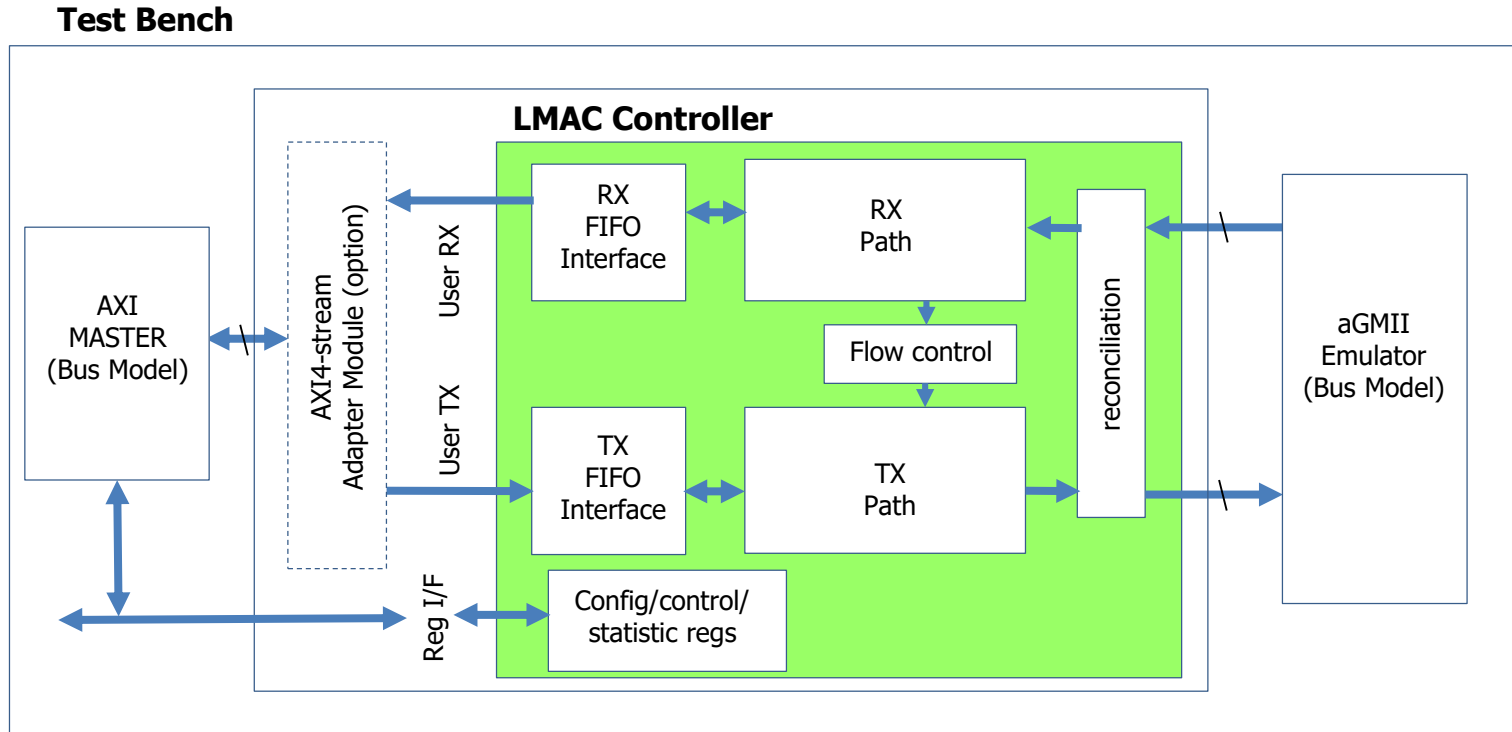 Test Bench
LMAC Controller
AXI
MASTER
(Bus Model)
AXI4-stream
Adapter Module (option)
User RX
User TX
RX
FIFO
Interface
RX
Path
Flow control
TX
FIFO
Interface
TX
Path
reconciliation
aGMII
Emulator
(Bus Model)
Reg I/F
Config/control/
statistic regs